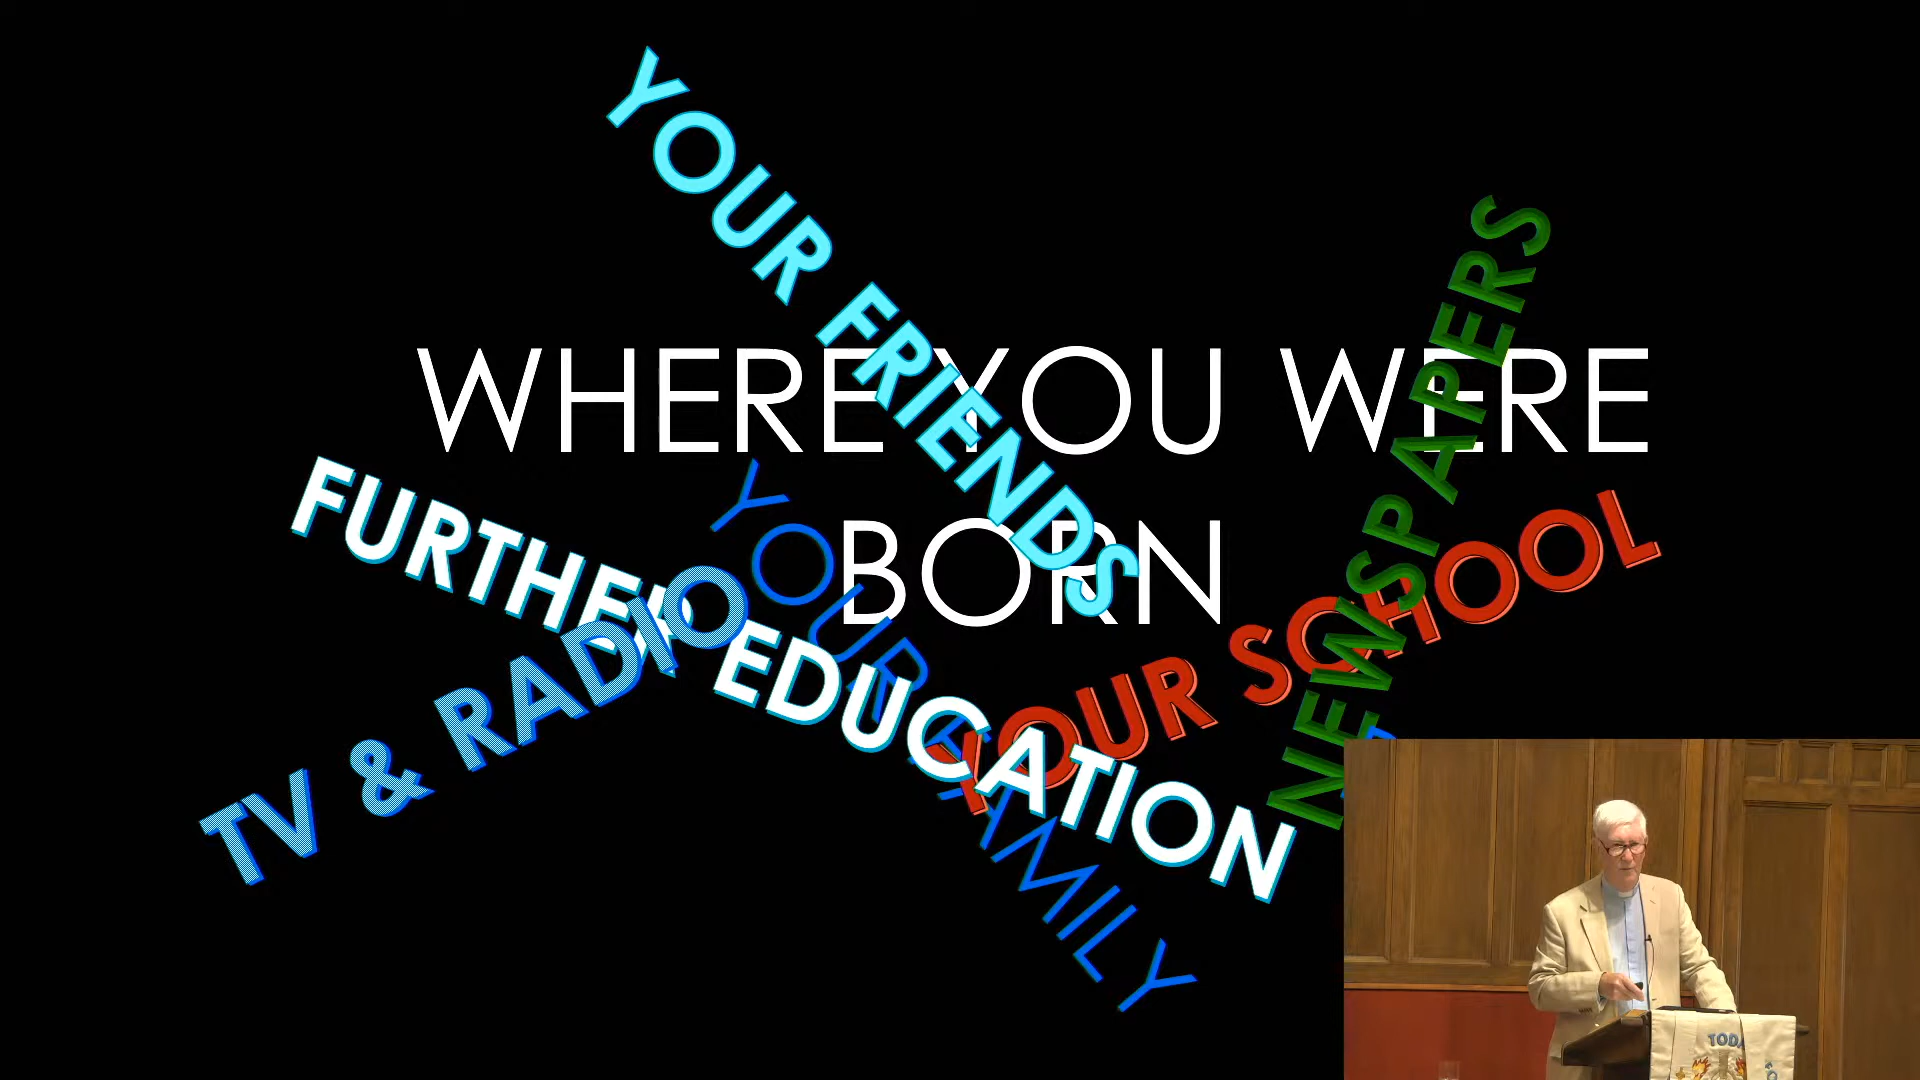 YOUR FRIENDS
NEWSPAPERS
WHERE YOU WERE
BORN
FURTHER EDUCATION
YOUR FAMILY
YOUR SCHOOL
TV & RADIO